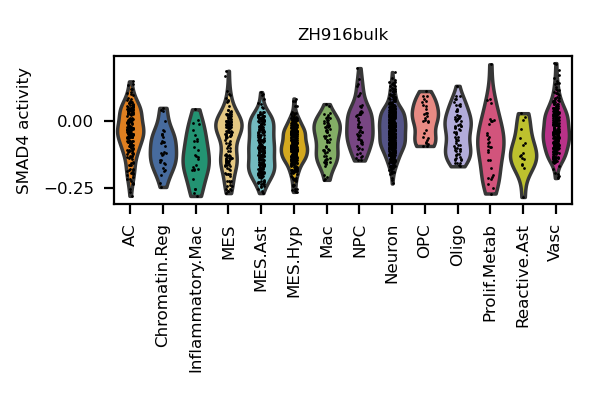 ZH916bulk
SMAD4 activity
0.00
−0.25
AC
Chromatin.Reg
Inflammatory.Mac
MES
MES.Ast
MES.Hyp
Mac
NPC
Neuron
OPC
Oligo
Prolif.Metab
Reactive.Ast
Vasc